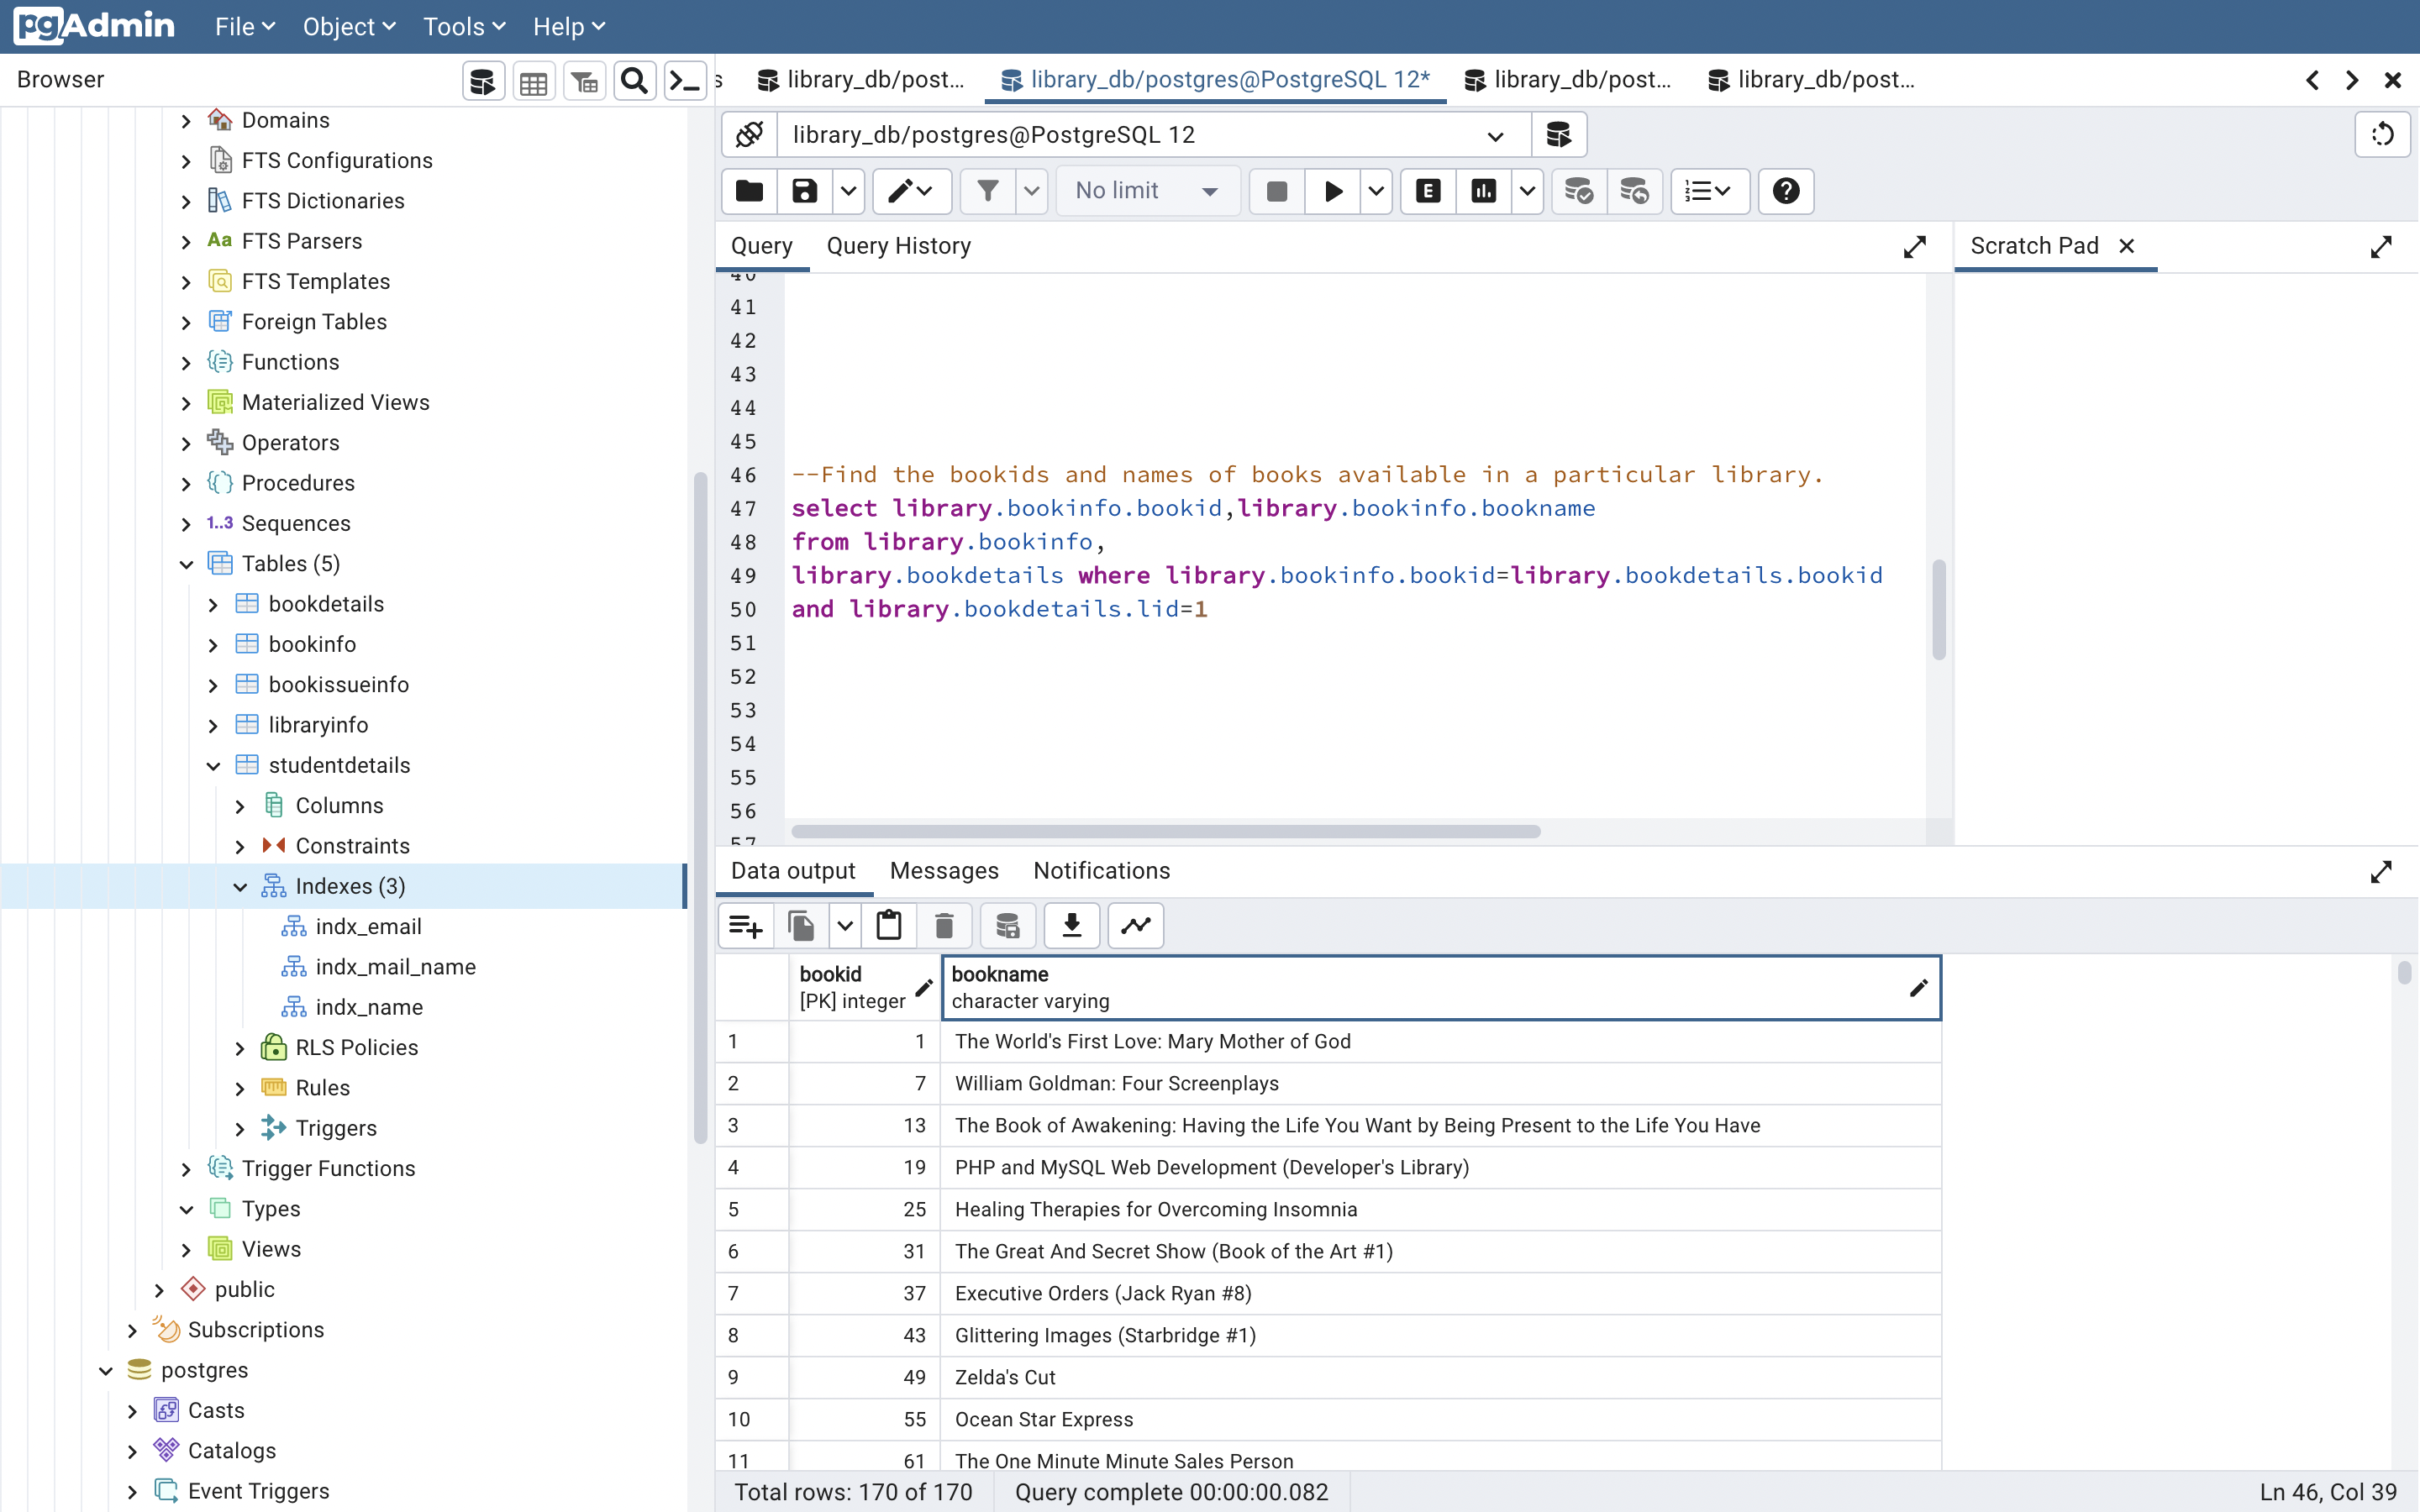 pgAdmin File Object Tools Help
Browser
s library_db/post... library_db/postgres@PostgreSQL 12* library_db/post... library_db/post...
Domains
FTS Configurations
FTS Dictionaries
Aa FTS Parsers
FTS Templates
Foreign Tables
Functions
Materialized Views
Operators
Procedures
1..3 Sequences
Tables (5)
bookdetails
bookinfo
bookissueinfo
libraryinfo
studentdetails
Columns
Constraints
Indexes (3)
indx_email
indx_mail_name
indx_name
RLS Policies
Rules
Triggers
Trigger Functions
Types
Views
public
Subscriptions
postgres
Casts
Catalogs
Event Triggers
library_db/postgres@PostgreSQL 12
No limit
E
Query Query History
Scratch Pad
40
41
42
43
44
45
46 --Find the bookids and names of books available in a particular library.
47 select library.bookinfo.bookid,library.bookinfo.bookname
48 from library.bookinfo,
49 library.bookdetails where library.bookinfo.bookid=library.bookdetails.bookid
50 and library.bookdetails.lid=1
51
52
53
54
55
56
57
Data output Messages Notifications
bookid bookname
[PK] integer character varying
1 1 The World's First Love: Mary Mother of God
2 7 William Goldman: Four Screenplays
3 13 The Book of Awakening: Having the Life You Want by Being Present to the Life You Have
4 19 PHP and MySQL Web Development (Developer's Library)
5 25 Healing Therapies for Overcoming Insomnia
6 31 The Great And Secret Show (Book of the Art #1)
7 37 Executive Orders (Jack Ryan #8)
8 43 Glittering Images (Starbridge #1)
9 49 Zelda's Cut
10 55 Ocean Star Express
11 61 The One Minute Minute Sales Person
Total rows: 170 of 170 Query complete 00:00:00.082 Ln 46, Col 39